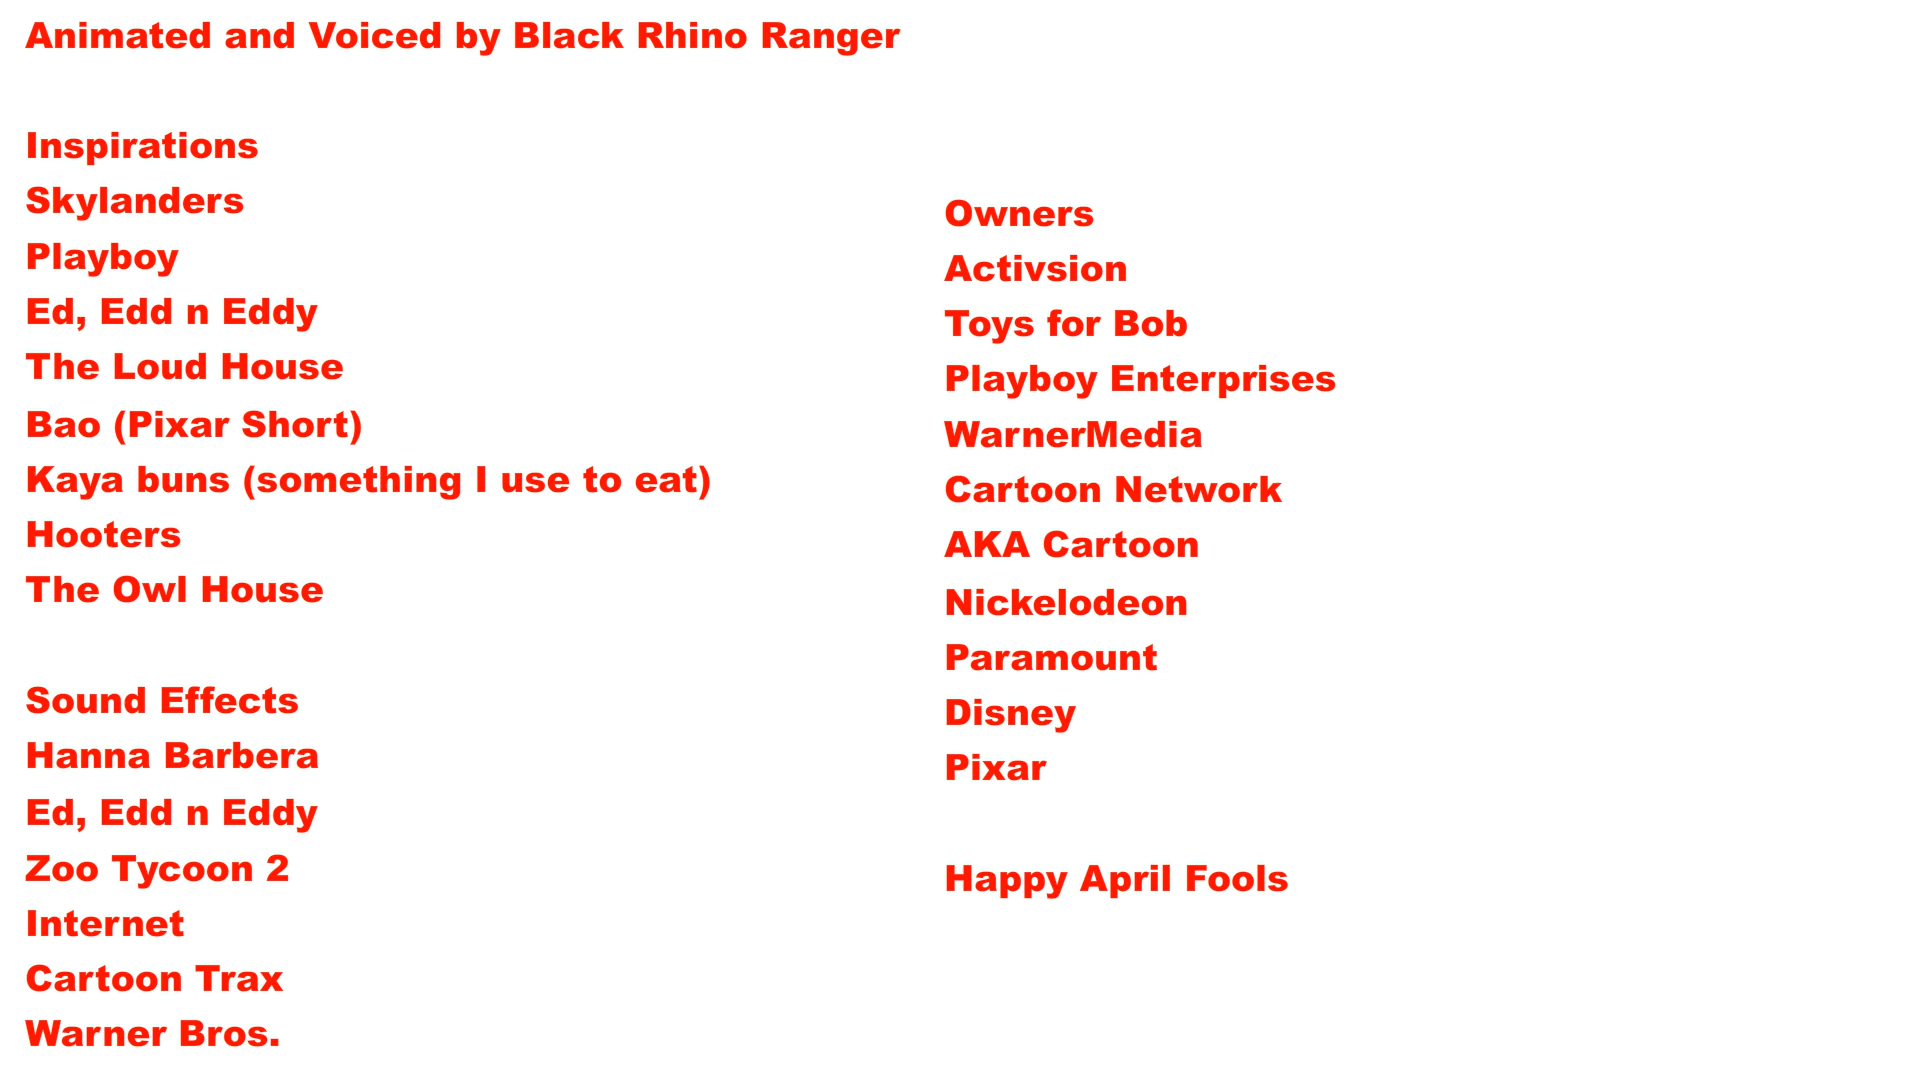 Animated and Voiced by Black Rhino Ranger
Inspirations
Skylanders
Playboy
Ed, Edd n Eddy
The Loud House
Bao (Pixar Short)
Kaya buns (something I use to eat)
Hooters
The Owl House
Sound Effects
Hanna Barbera
Ed, Edd n Eddy
Zoo Tycoon 2
Internet
Cartoon Trax
Warner Bros.
Owners
Activsion
Toys for Bob
Playboy Enterprises
WarnerMedia
Cartoon Network
AKA Cartoon
Nickelodeon
Paramount
Disney
Pixar
Happy April Fools